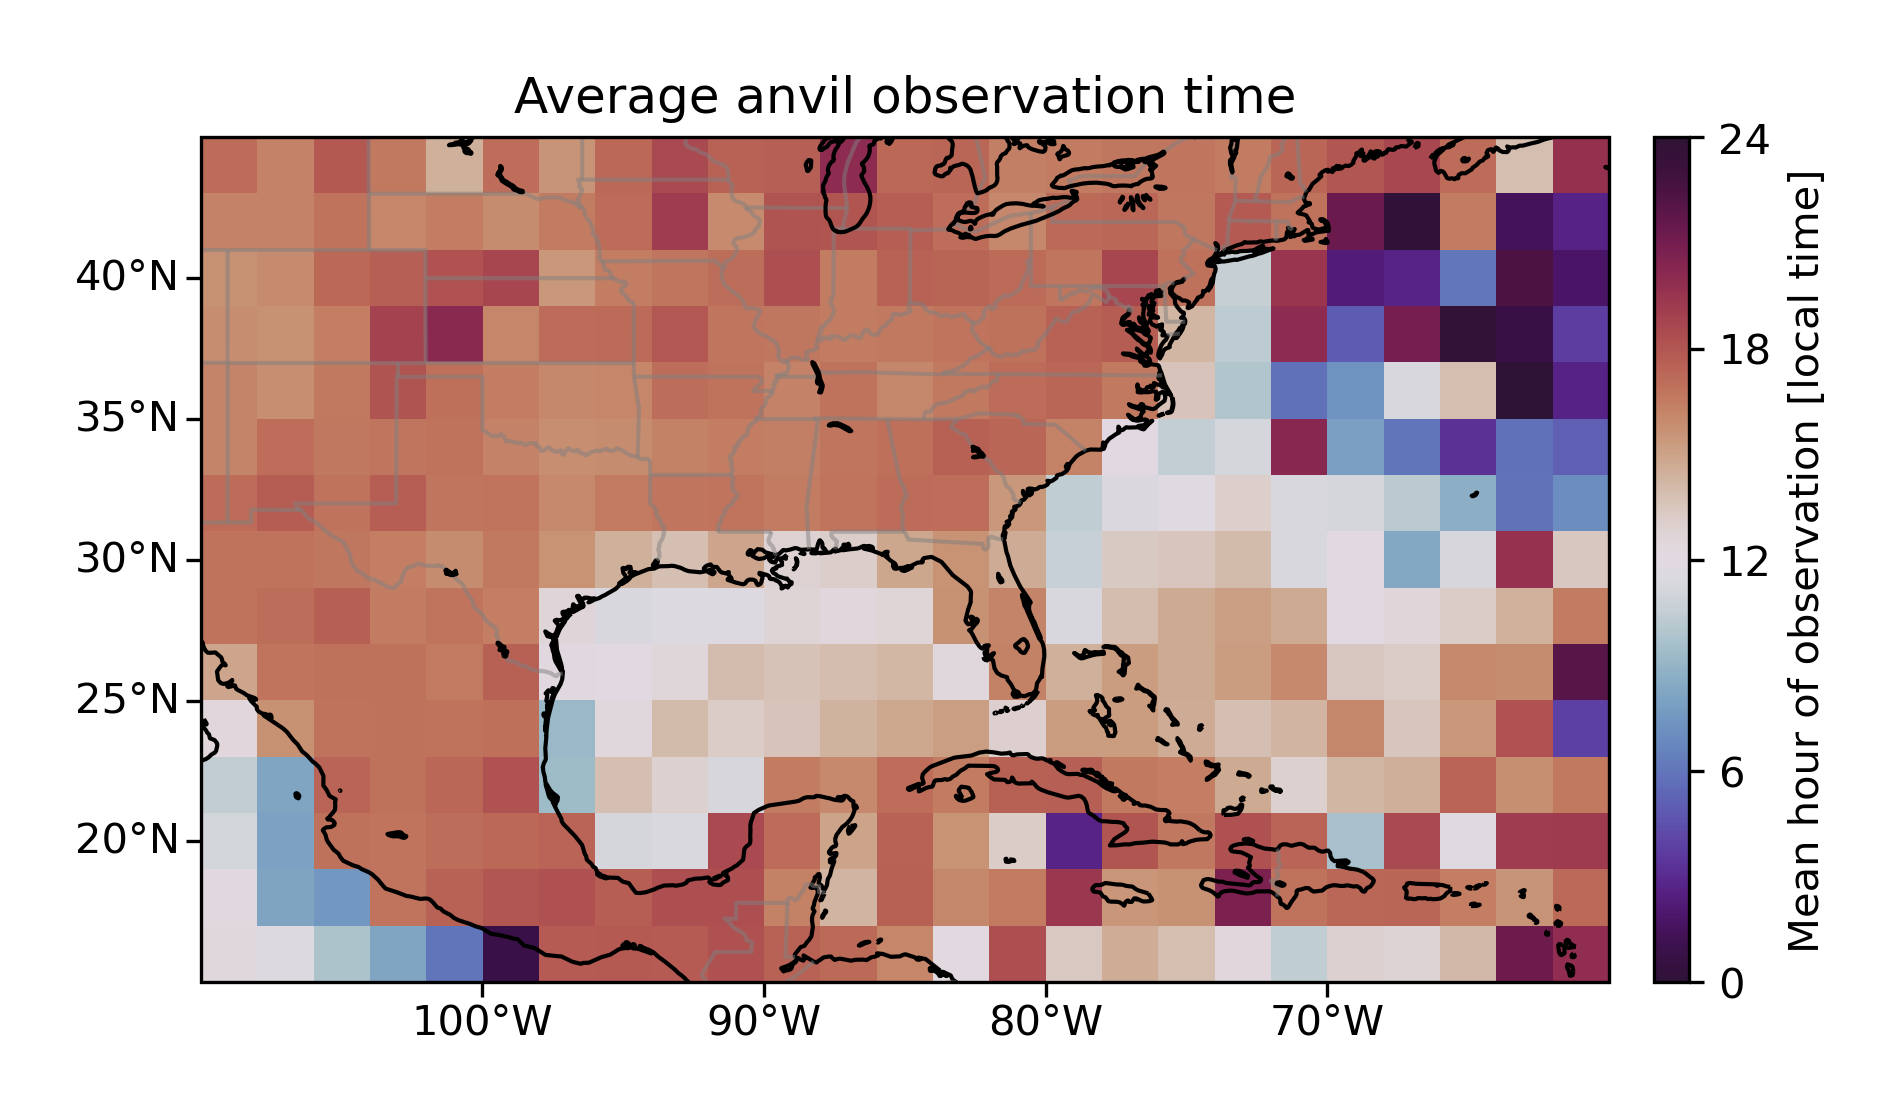 Average anvil observation time
40°N
35°N
30°N
25°N
20°N
100°W
90°W
80°W
70°W
24
18
12
6
0
Mean hour of observation [local time]